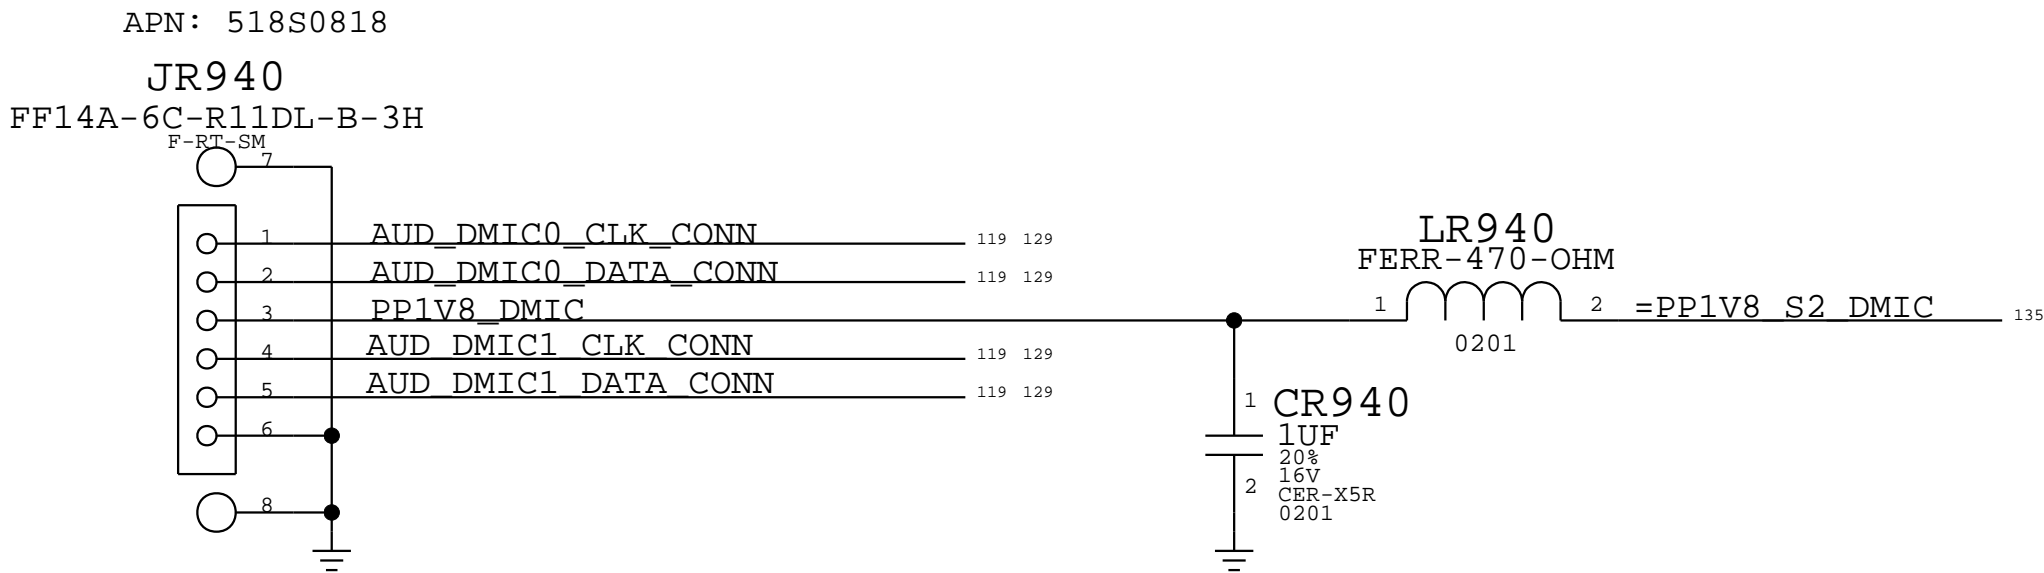 APN: 518S0818
JR940
FF14A-6C-R11DL-B-3H
F-RT-SM
7
1 AUD_DMIC0_CLK_CONN 119 129
2 AUD_DMIC0_DATA_CONN 119 129
3 PP1V8_DMIC
4 AUD_DMIC1_CLK_CONN 119 129
5 AUD_DMIC1_DATA_CONN 119 129
6
8
LR940
FERR-470-OHM
1 2 =PP1V8_S2_DMIC 135
0201
1 CR940
1UF
20%
16V
2 CER-X5R
0201